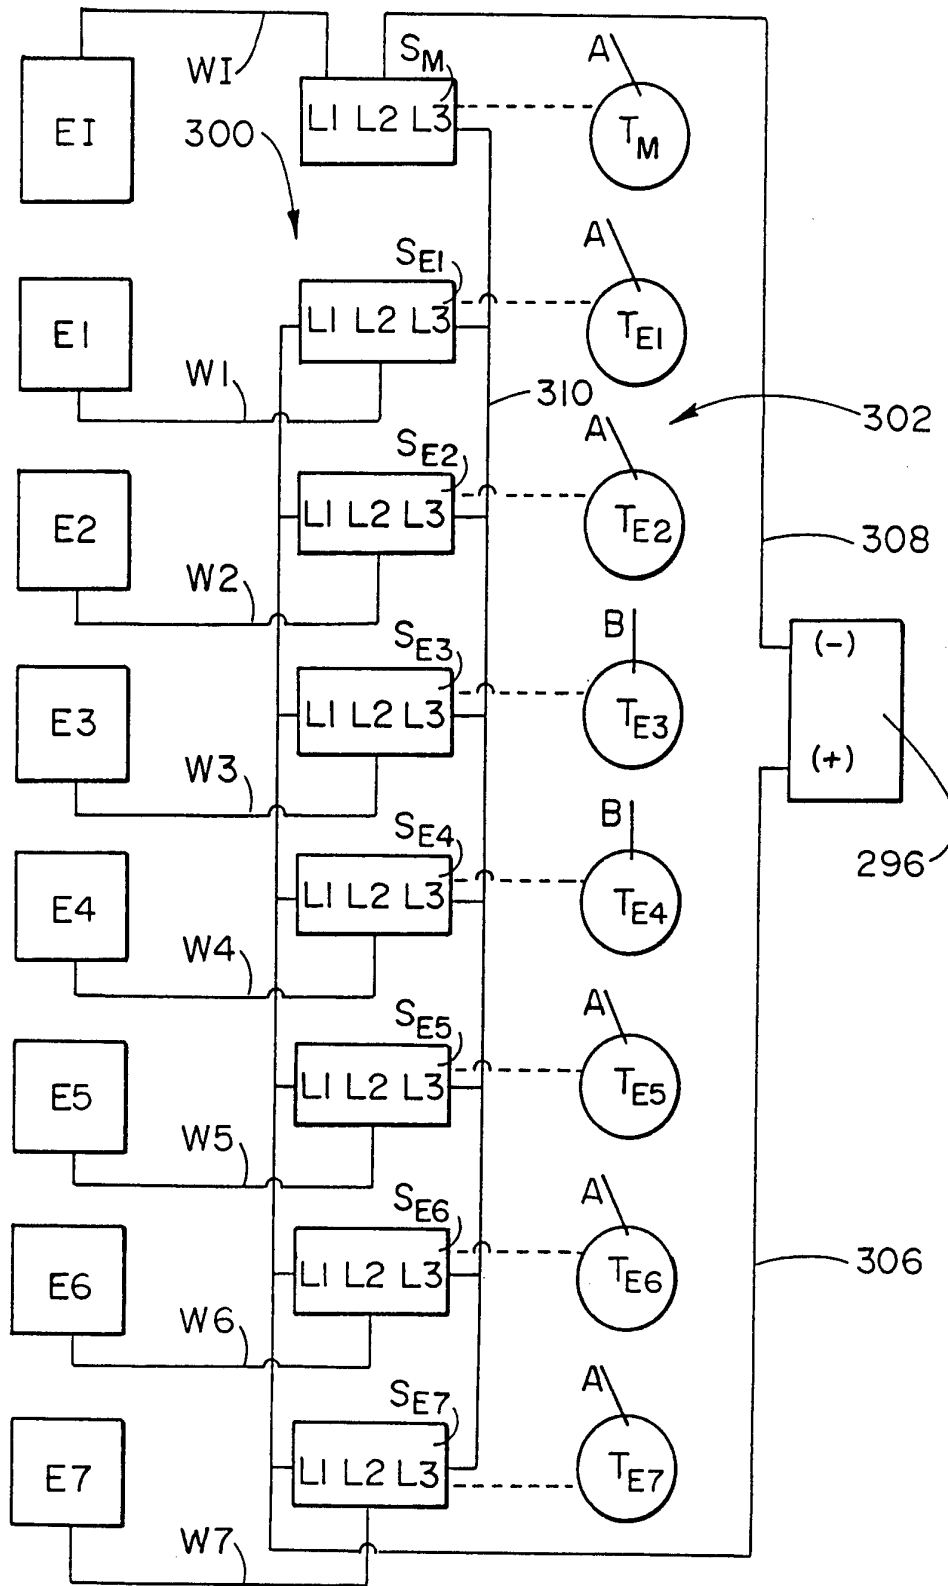 A
S_M
WI
EI
L1 L2 L3
T_M
300
A
S_E1
E1
L1 L2 L3
T_E1
W1
310
302
A
S_E2
E2
L1 L2 L3
T_E2
308
W2
B
S_E3
(-)
E3
L1 L2 L3
T_E3
W3
(+)
B
S_E4
296
E4
L1 L2 L3
T_E4
W4
A
S_E5
E5
L1 L2 L3
T_E5
W5
A
S_E6
306
E6
L1 L2 L3
T_E6
W6
A
S_E7
E7
L1 L2 L3
T_E7
W7